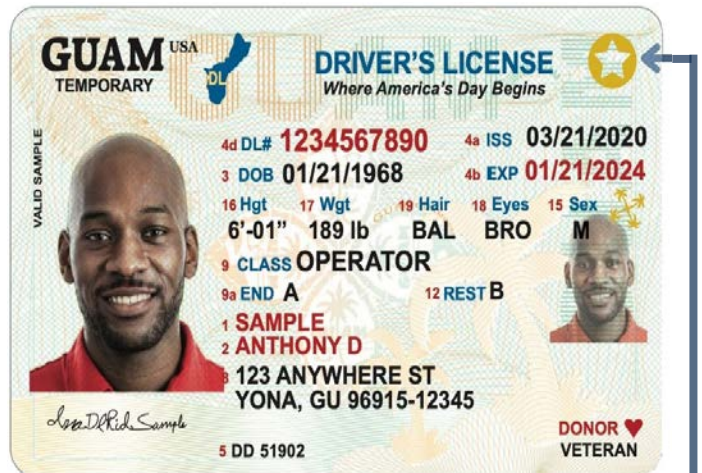 GUAM USA
TEMPORARY
DL
DRIVER'S LICENSE
Where America's Day Begins
VALID SAMPLE
4d DL# 1234567890 4a ISS 03/21/2020
3 DOB 01/21/1968 4b EXP 01/21/2024
16 Hgt 17 Wgt 19 Hair 18 Eyes 15 Sex
6'-01" 189 lb BAL BRO M
9 CLASS OPERATOR
9a END A 12 REST B
1 SAMPLE
2 ANTHONY D
8 123 ANYWHERE ST
YONA, GU 96915-12345
5 DD 51902
DONOR
VETERAN